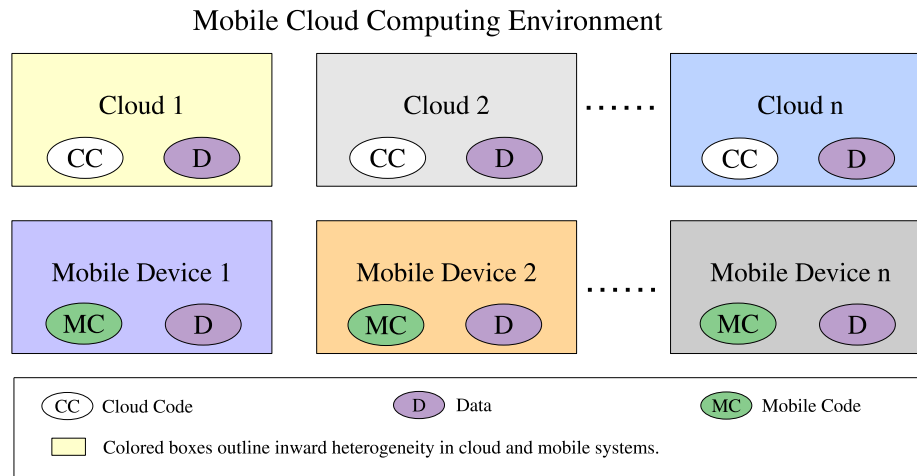 Mobile Cloud Computing Environment
Cloud 1
CC D
Cloud 2
CC D
......
Cloud n
CC D
Mobile Device 1
MC D
Mobile Device 2
MC D
......
Mobile Device n
MC D
CC Cloud Code
D Data
MC Mobile Code
Colored boxes outline inward heterogeneity in cloud and mobile systems.